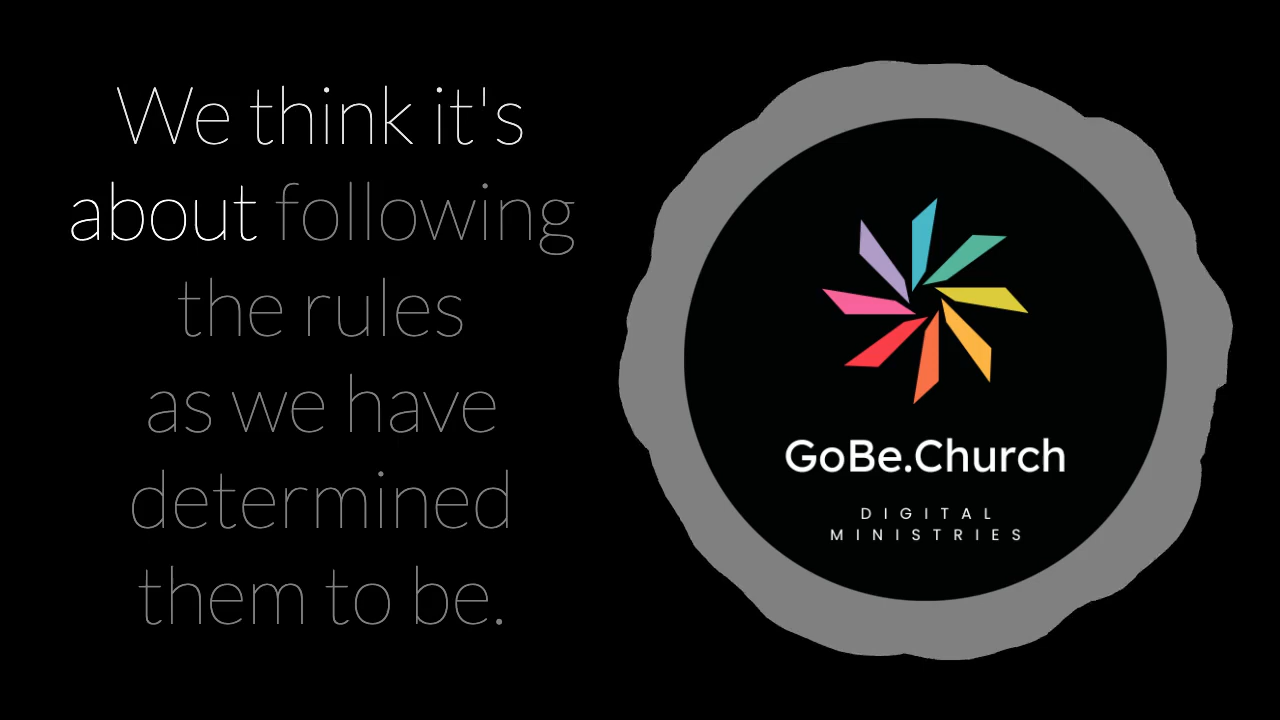 We think it's
about following
the rules
as we have
determined
them to be.
GoBe.Church
DIGITAL
MINISTRIES